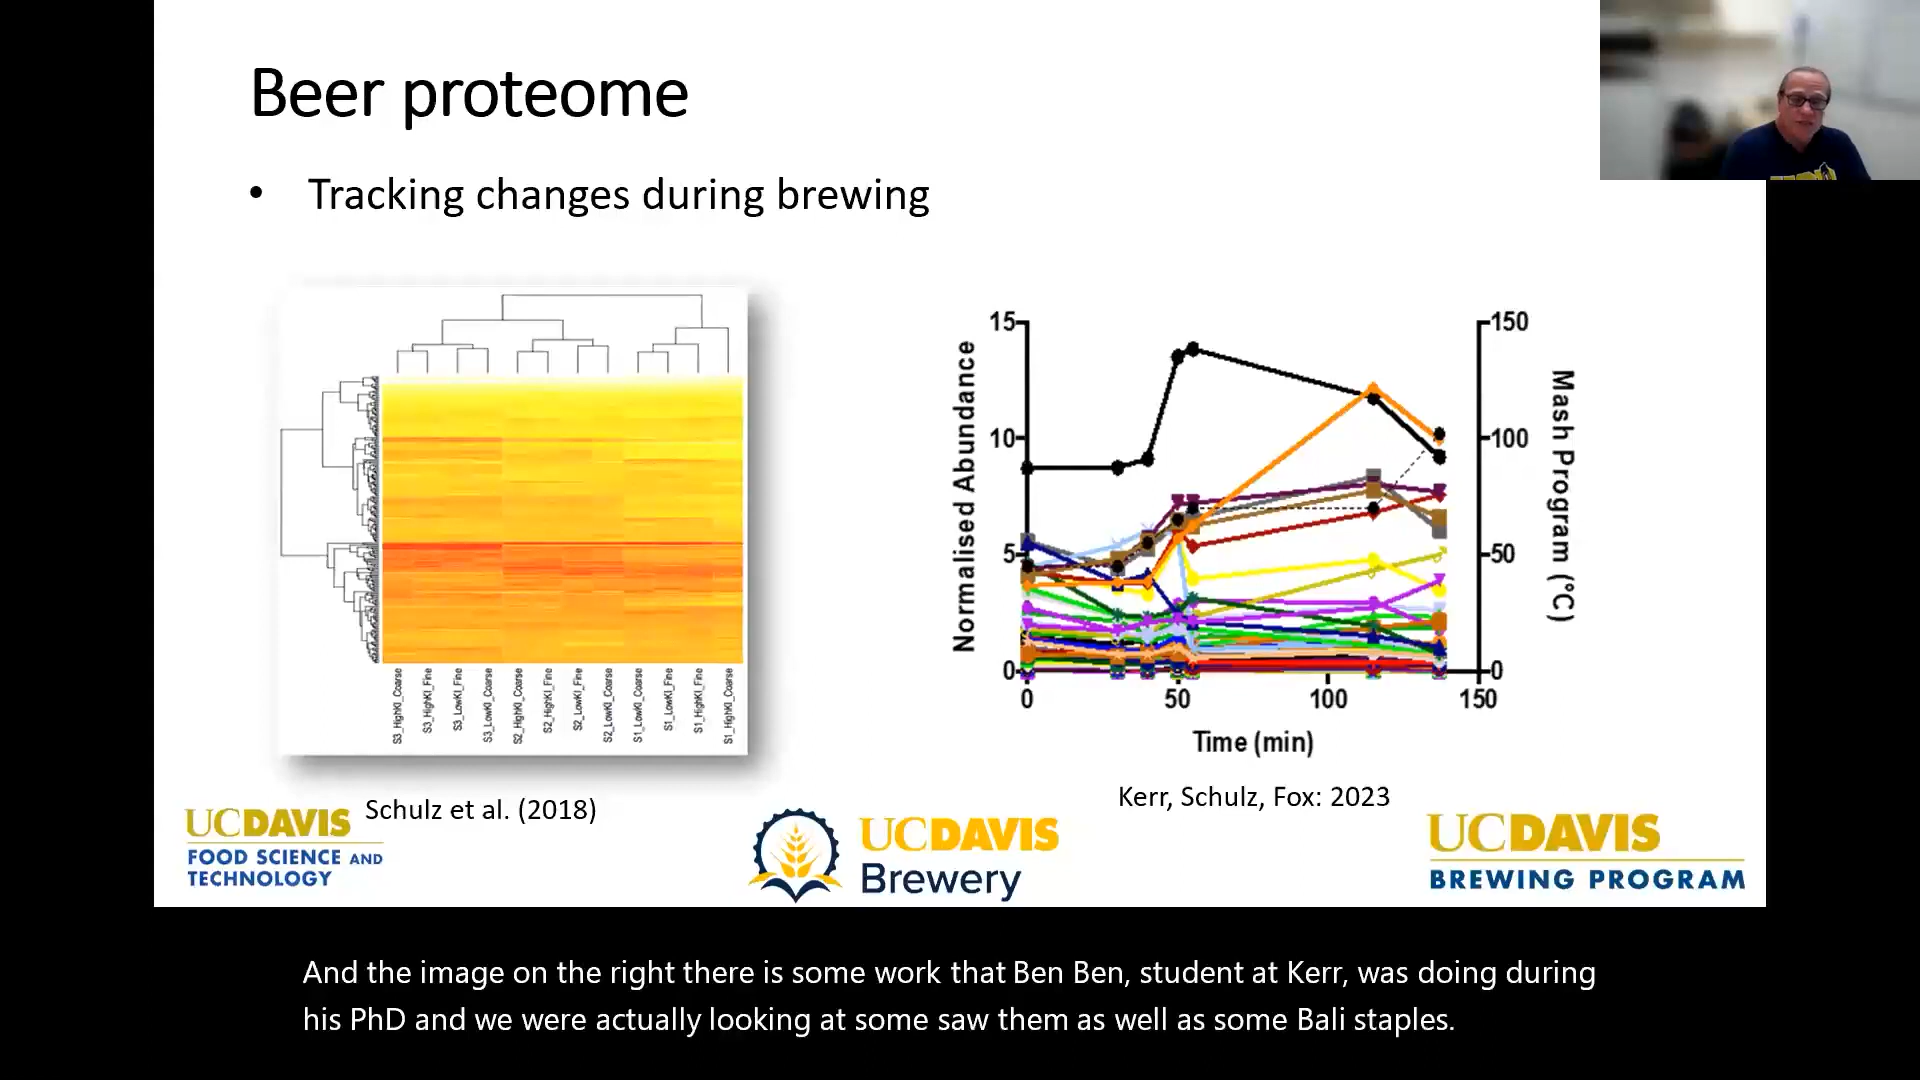 Beer proteome
• Tracking changes during brewing
S3_HighKI_Coarse
S3_HighKI_Fine
S3_LowKI_Fine
S3_LowKI_Coarse
S2_HighKI_Coarse
S2_HighKI_Fine
S2_LowKI_Fine
S2_LowKI_Coarse
S1_LowKI_Coarse
S1_LowKI_Fine
S1_HighKI_Fine
S1_HighKI_Coarse
Schulz et al. (2018)
Normalised Abundance
15
10
5
0
150
100
50
0
Mash Program (°C)
0 50 100 150
Time (min)
Kerr, Schulz, Fox: 2023
UCDAVIS
FOOD SCIENCE AND
TECHNOLOGY
UCDAVIS
Brewery
UCDAVIS
BREWING PROGRAM
And the image on the right there is some work that Ben Ben, student at Kerr, was doing during
his PhD and we were actually looking at some saw them as well as some Bali staples.